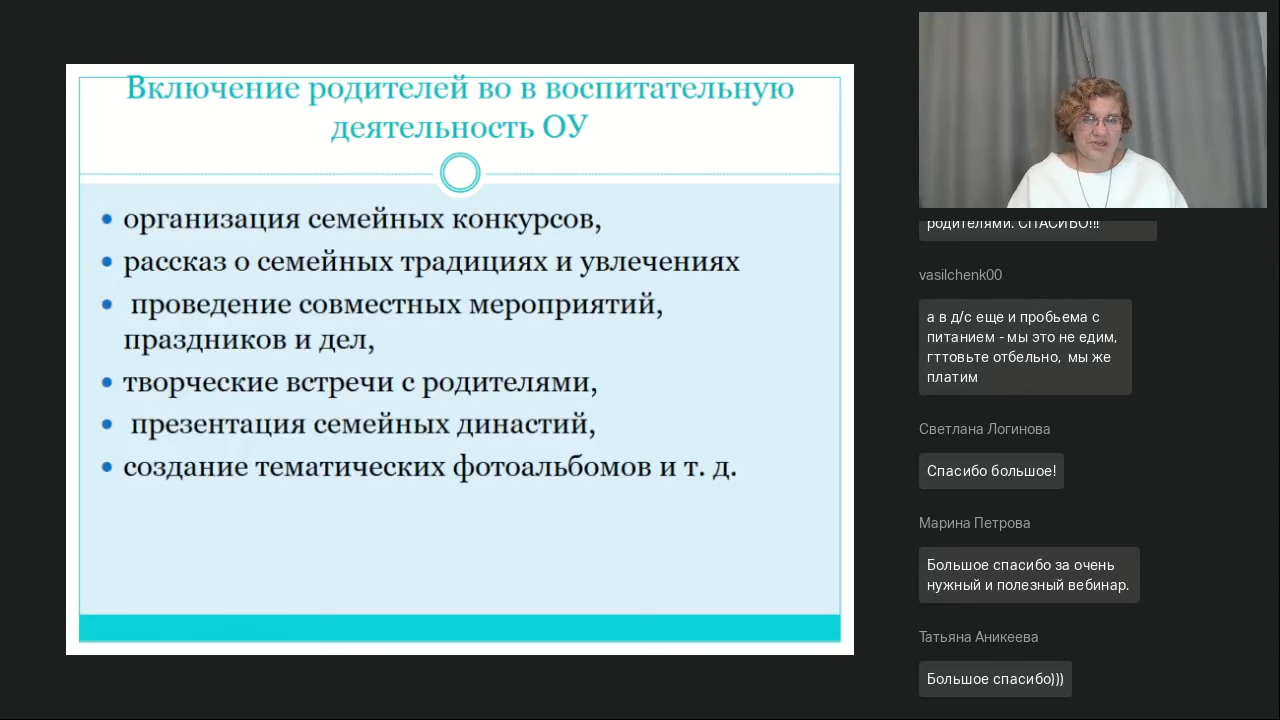 Включение родителей во в воспитательную
деятельность ОУ
• организация семейных конкурсов,
• рассказ о семейных традициях и увлечениях
• проведение совместных мероприятий,
праздников и дел,
• творческие встречи с родителями,
• презентация семейных династий,
• создание тематических фотоальбомов и т. д.
родителями. СПАСИБО!!!
vasilchenk00
а в д/с еще и пробьема с
питанием - мы это не едим,
гттовьте отбельно, мы же
платим
Светлана Логинова
Спасибо большое!
Марина Петрова
Большое спасибо за очень
нужный и полезный вебинар.
Татьяна Аникеева
Большое спасибо)))